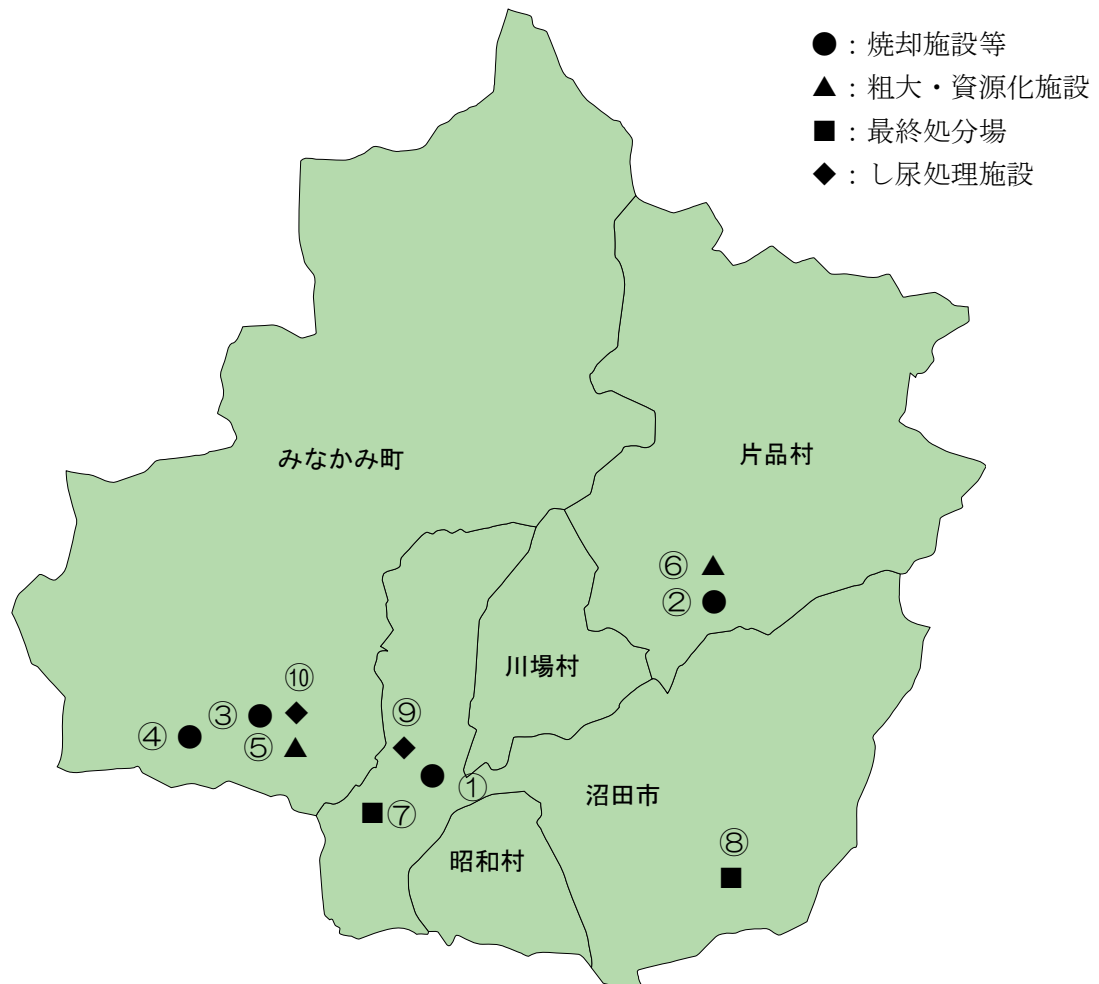 ●：焼却施設等
▲：粗大・資源化施設
■：最終処分場
◆：し尿処理施設
みなかみ町
片品村
⑥
②
川場村
⑩
③
④
⑤
⑨
①
⑦
沼田市
昭和村
⑧